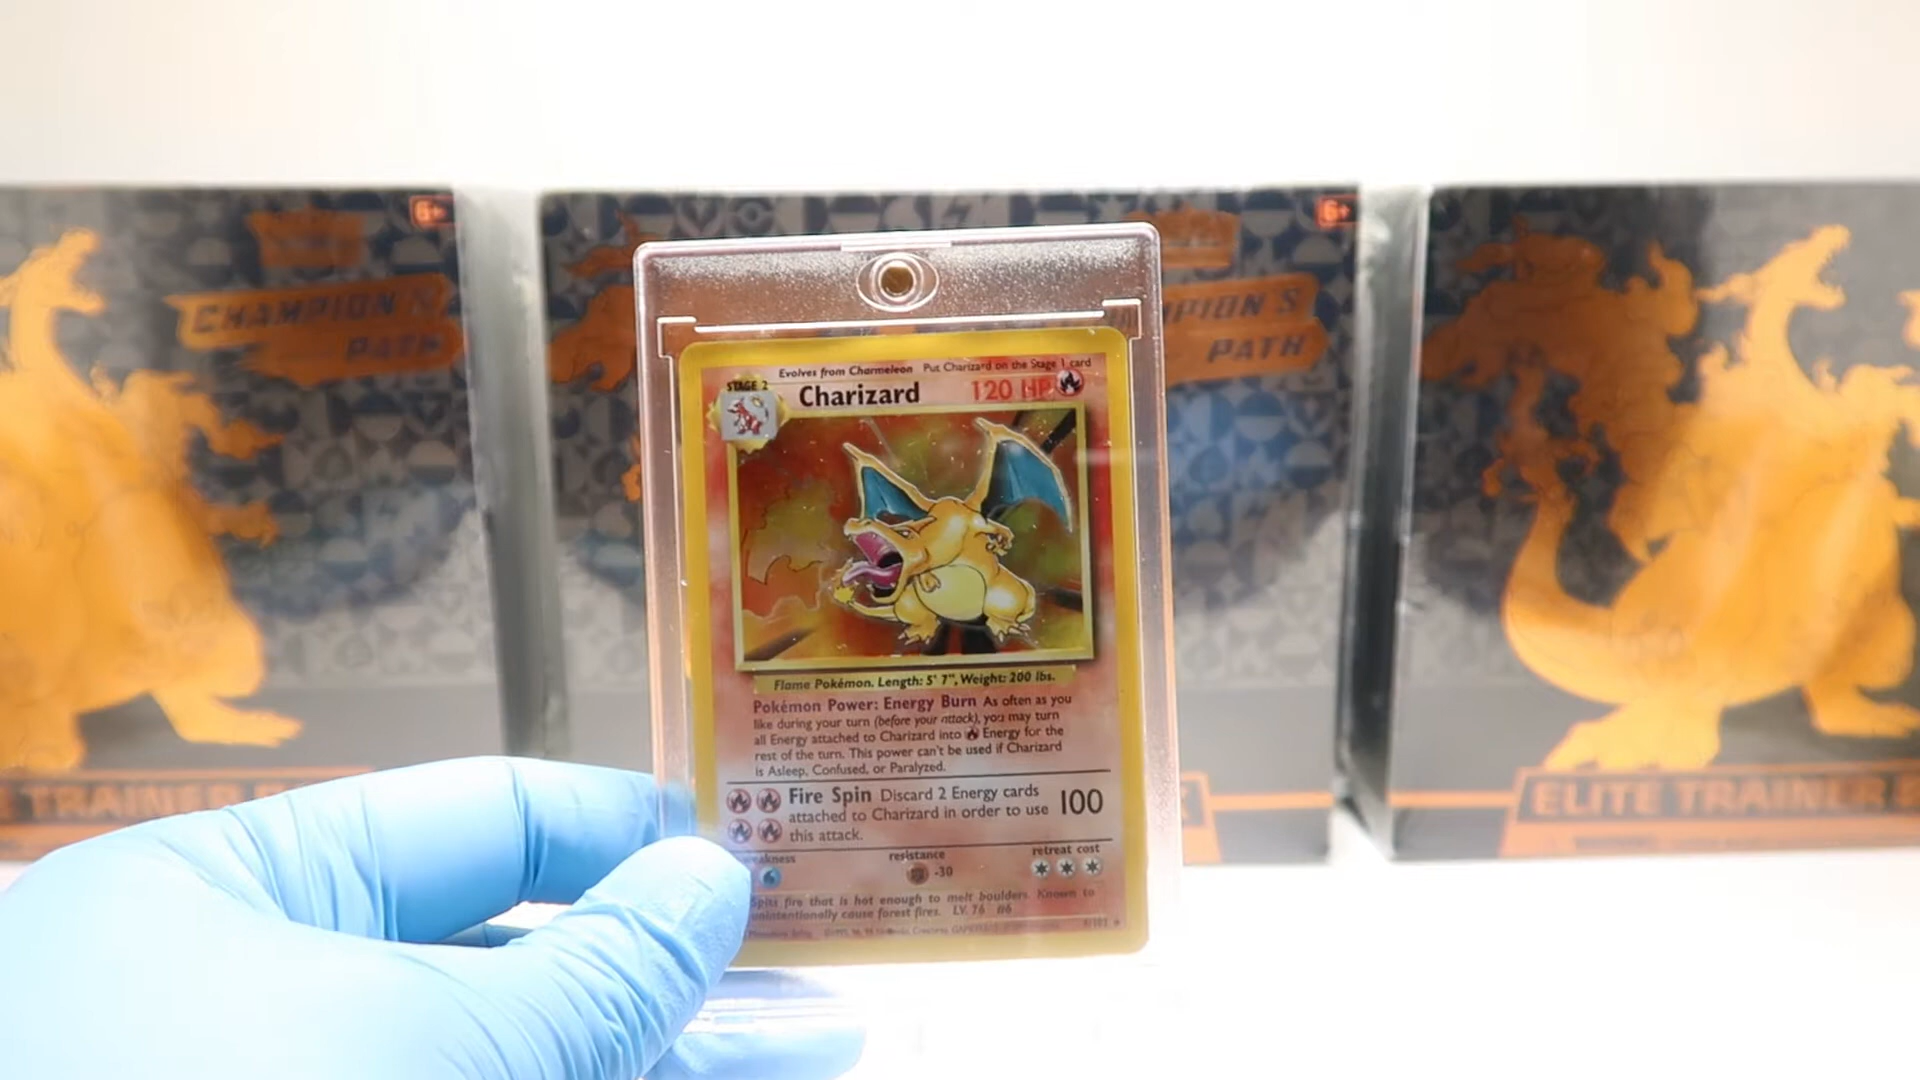 6+
6+
CHAMPION'S
PATH
PATH
Evolves from Charmeleon Put Charizard on the Stage 1 card
STAGE 2
Charizard 120 HP
Flame Pokémon. Length: 5' 7", Weight: 200 lbs.
Pokémon Power: Energy Burn As often as you
like during your turn (before your attack), you may turn
all Energy attached to Charizard into Energy for the
rest of the turn. This power can't be used if Charizard
is Asleep, Confused, or Paralyzed.
Fire Spin Discard 2 Energy cards
attached to Charizard in order to use
this attack.
100
weakness resistance retreat cost
-30
Spits fire that is hot enough to melt boulders. Known to
unintentionally cause forest fires. LV. 76 #6
TRAINER
ELITE TRAINER